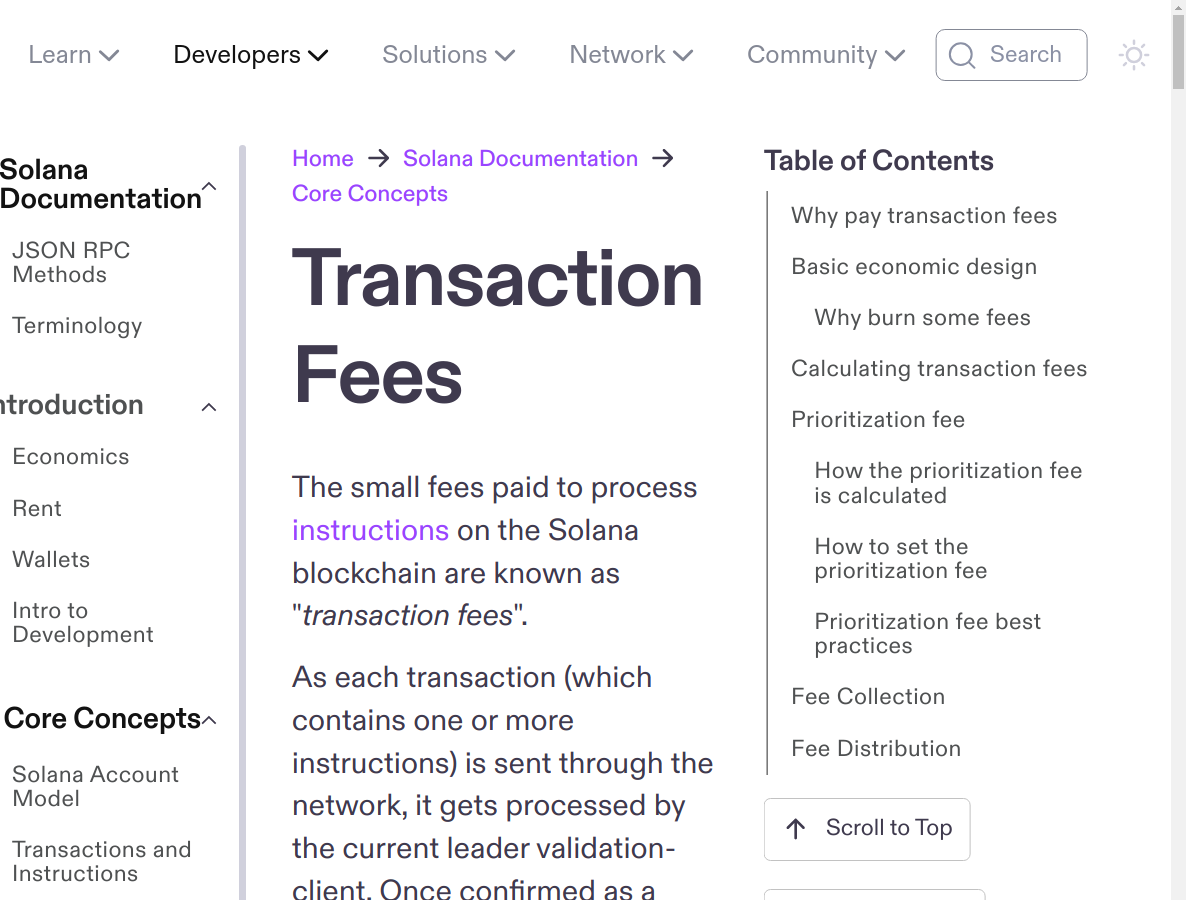 Learn
Developers
Solutions
Network
Community
Search
Solana
Documentation
JSON RPC
Methods
Terminology
ntroduction
Economics
Rent
Wallets
Intro to
Development
Core Concepts
Solana Account
Model
Transactions and
Instructions
Home → Solana Documentation →
Core Concepts
Transaction
Fees
The small fees paid to process
instructions on the Solana
blockchain are known as
"transaction fees".
As each transaction (which
contains one or more
instructions) is sent through the
network, it gets processed by
the current leader validation-
client. Once confirmed as a
Table of Contents
Why pay transaction fees
Basic economic design
Why burn some fees
Calculating transaction fees
Prioritization fee
How the prioritization fee
is calculated
How to set the
prioritization fee
Prioritization fee best
practices
Fee Collection
Fee Distribution
Scroll to Top